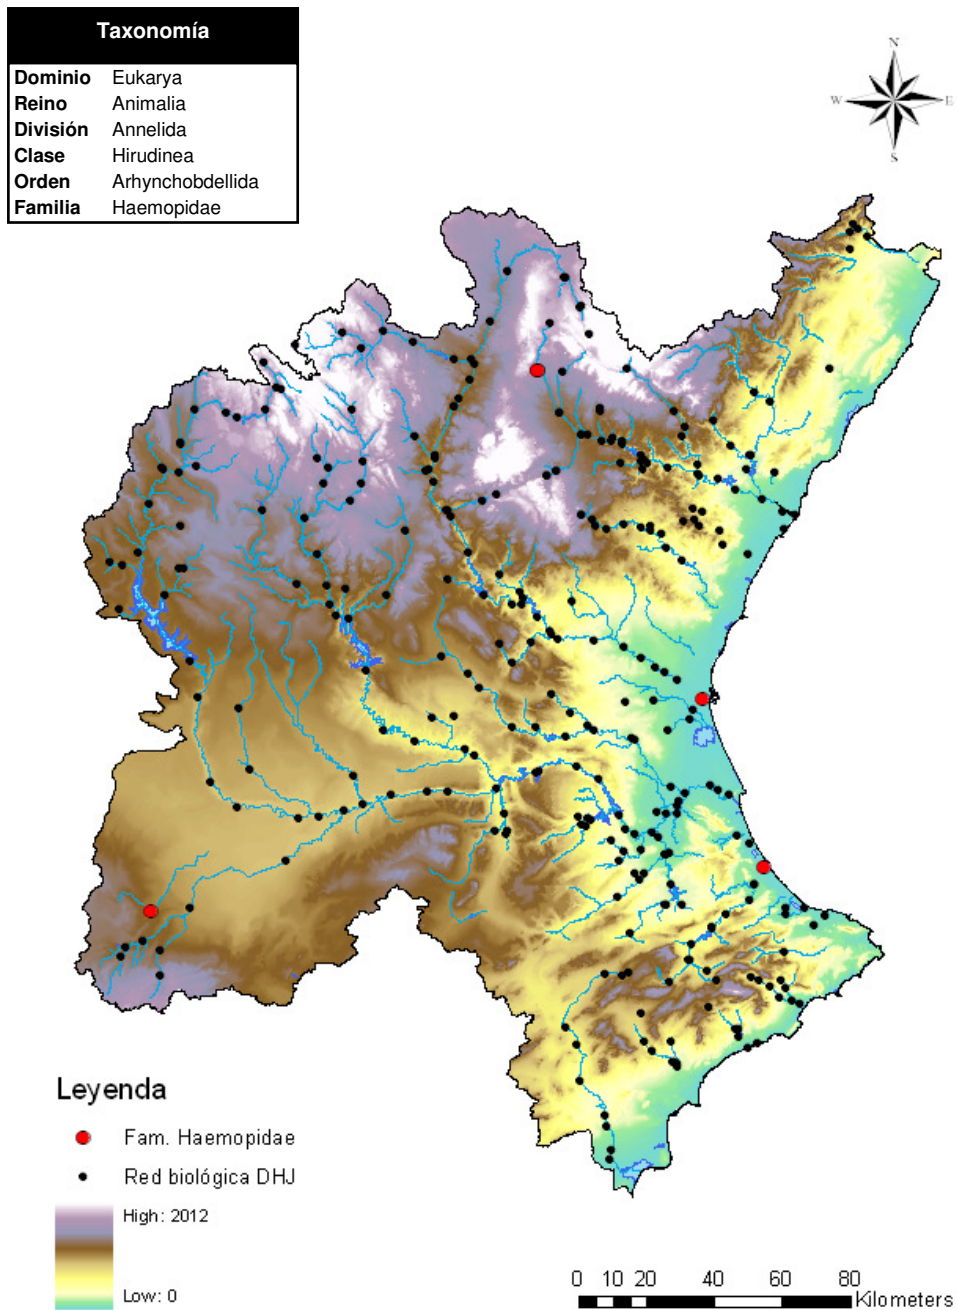 Taxonomía
Dominio Eukarya
Reino Animalia
División Annelida
Clase Hirudinea
Orden Arhynchobdellida
Familia Haemopidae
N
W E
S
Leyenda
Fam. Haemopidae
Red biológica DHJ
High: 2012
Low: 0
0 10 20 40 60 80
Kilometers